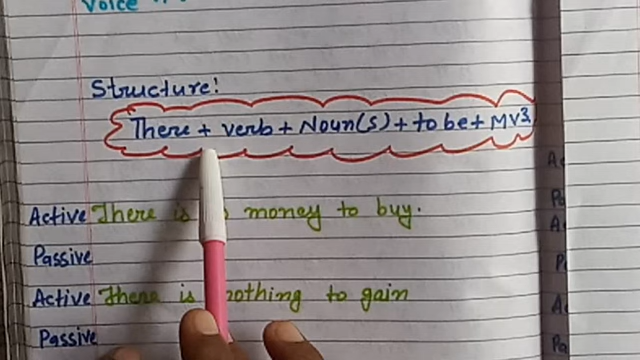 Voice
Structure!
There + verb + Noun(s) + to be + MV3
Active There is money to buy.
Passive
Active There is nothing to gain
Passive